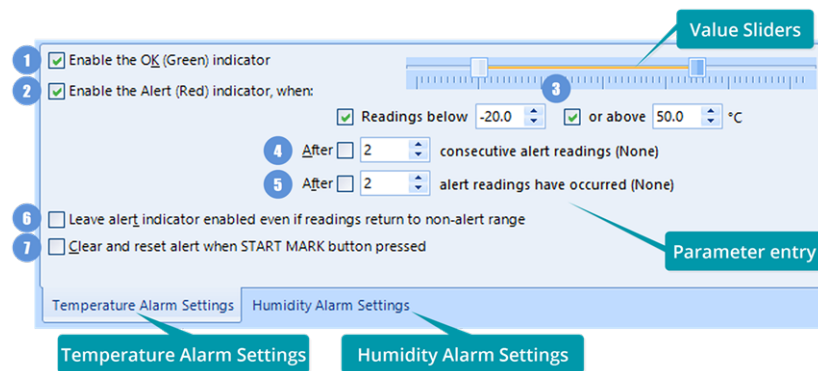 Value Sliders
1 Enable the OK (Green) indicator
2 Enable the Alert (Red) indicator, when:
3
Readings below -20.0 or above 50.0 °C
4 After 2 consecutive alert readings (None)
5 After 2 alert readings have occurred (None)
6 Leave alert indicator enabled even if readings return to non-alert range
7 Clear and reset alert when START MARK button pressed
Parameter entry
Temperature Alarm Settings Humidity Alarm Settings
Temperature Alarm Settings Humidity Alarm Settings